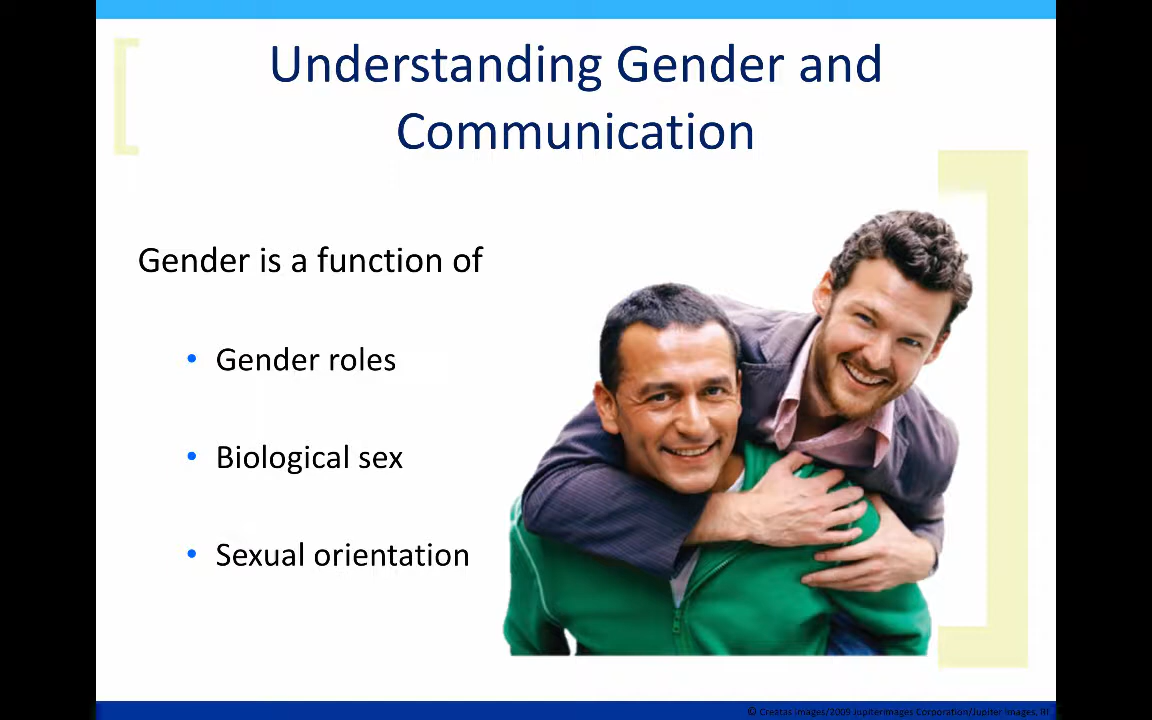 Understanding Gender and
Communication
Gender is a function of
• Gender roles
• Biological sex
• Sexual orientation
© Creatas Images/2009 Jupiterimages Corporation/Jupiter Images, RF